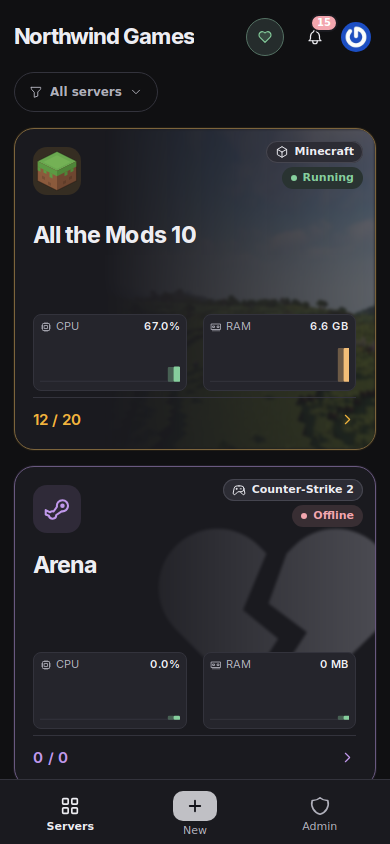 Northwind Games
15
All servers
Minecraft
Running
All the Mods 10
CPU 67.0%
RAM 6.6 GB
12 / 20
Counter-Strike 2
Offline
Arena
CPU 0.0%
RAM 0 MB
0 / 0
Servers
New
Admin